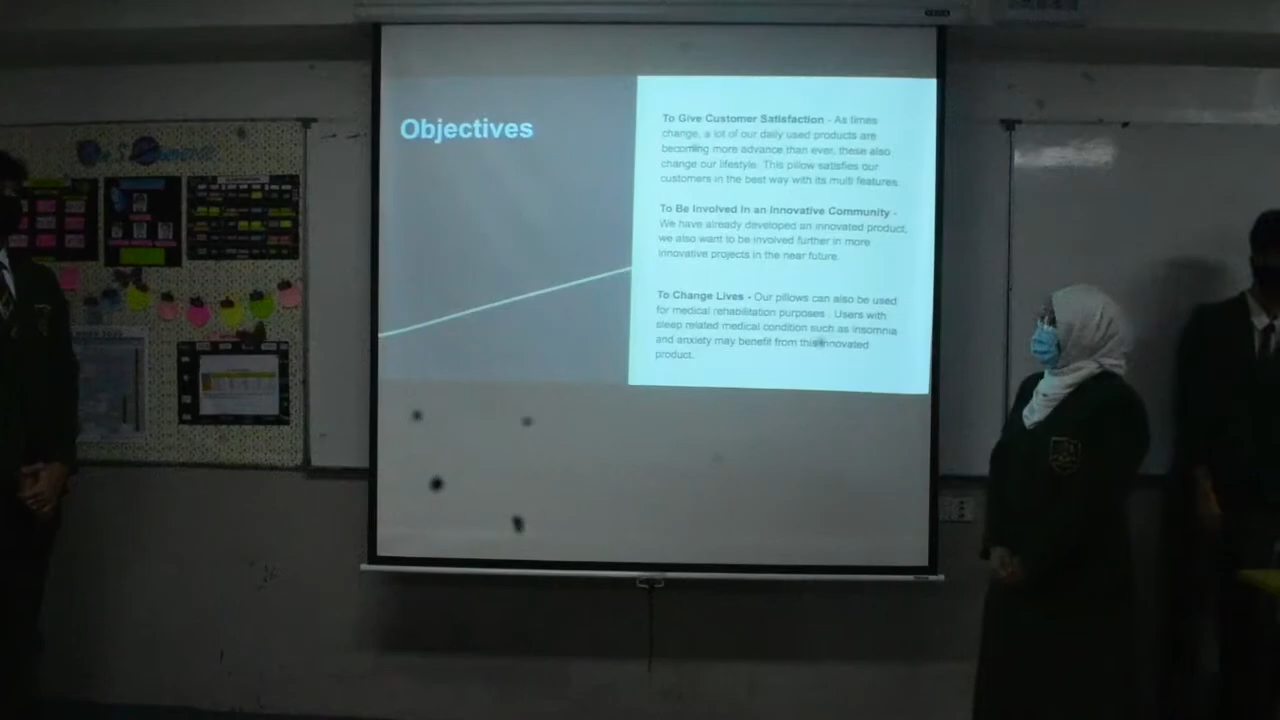 Objectives
To Give Customer Satisfaction - As times
change, a lot of our daily used products are
becoming more advance than ever, these also
change our lifestyle. This pillow satisfies our
customers in the best way with its multi features.
To Be Involved In an Innovative Community -
We have already developed an innovated product,
we also want to be involved further in more
innovative projects in the near future.
To Change Lives - Our pillows can also be used
for medical rehabilitation purposes . Users with
sleep related medical condition such as insomnia
and anxiety may benefit from this innovated
product.